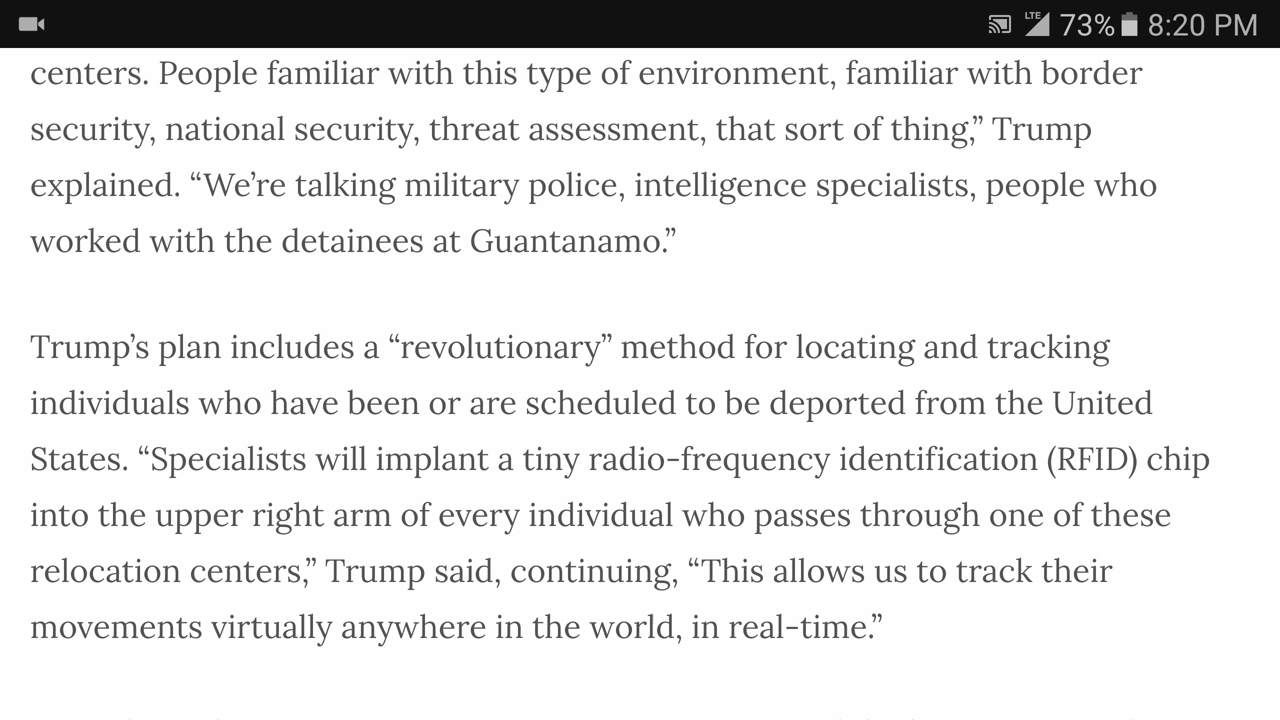 LTE 73% 8:20 PM
centers. People familiar with this type of environment, familiar with border
security, national security, threat assessment, that sort of thing,” Trump
explained. “We’re talking military police, intelligence specialists, people who
worked with the detainees at Guantanamo.”
Trump’s plan includes a “revolutionary” method for locating and tracking
individuals who have been or are scheduled to be deported from the United
States. “Specialists will implant a tiny radio-frequency identification (RFID) chip
into the upper right arm of every individual who passes through one of these
relocation centers,” Trump said, continuing, “This allows us to track their
movements virtually anywhere in the world, in real-time.”